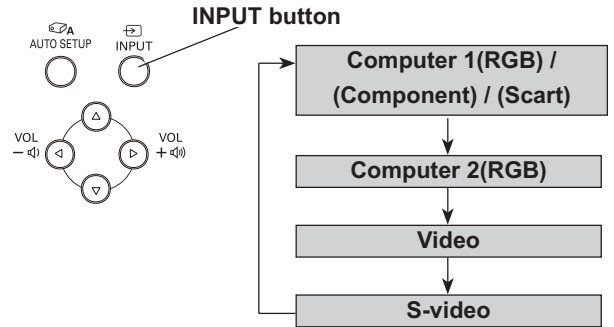 INPUT button
A
AUTO SETUP
INPUT
VOL
–
VOL
+
Computer 1(RGB) /
(Component) / (Scart)
Computer 2(RGB)
Video
S-video